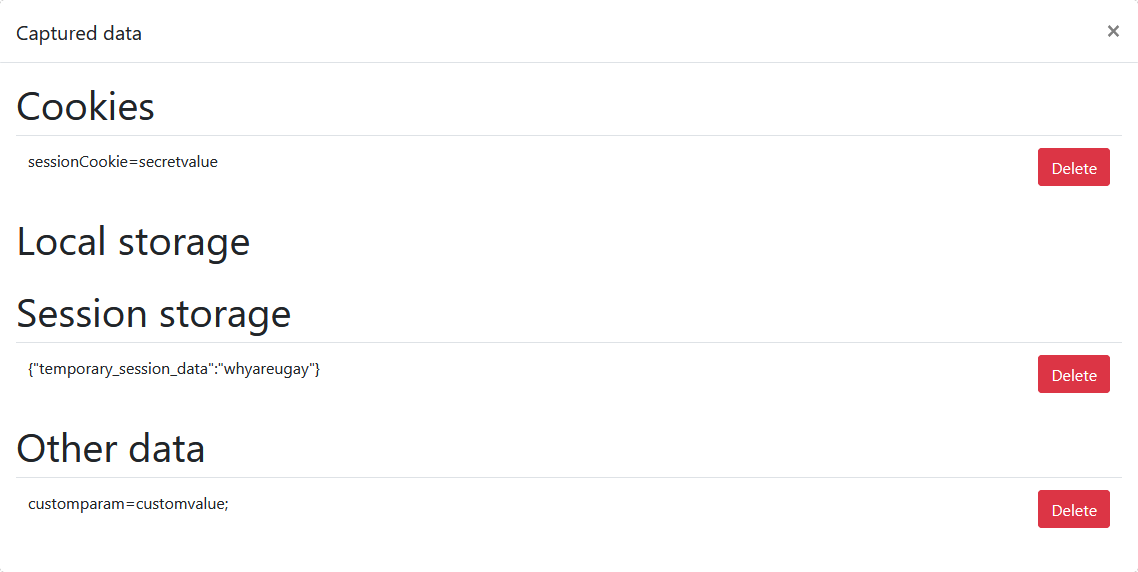 Captured data
×
Cookies
sessionCookie=secretvalue
Delete
Local storage
Session storage
{"temporary_session_data":"whyareugay"}
Delete
Other data
customparam=customvalue;
Delete